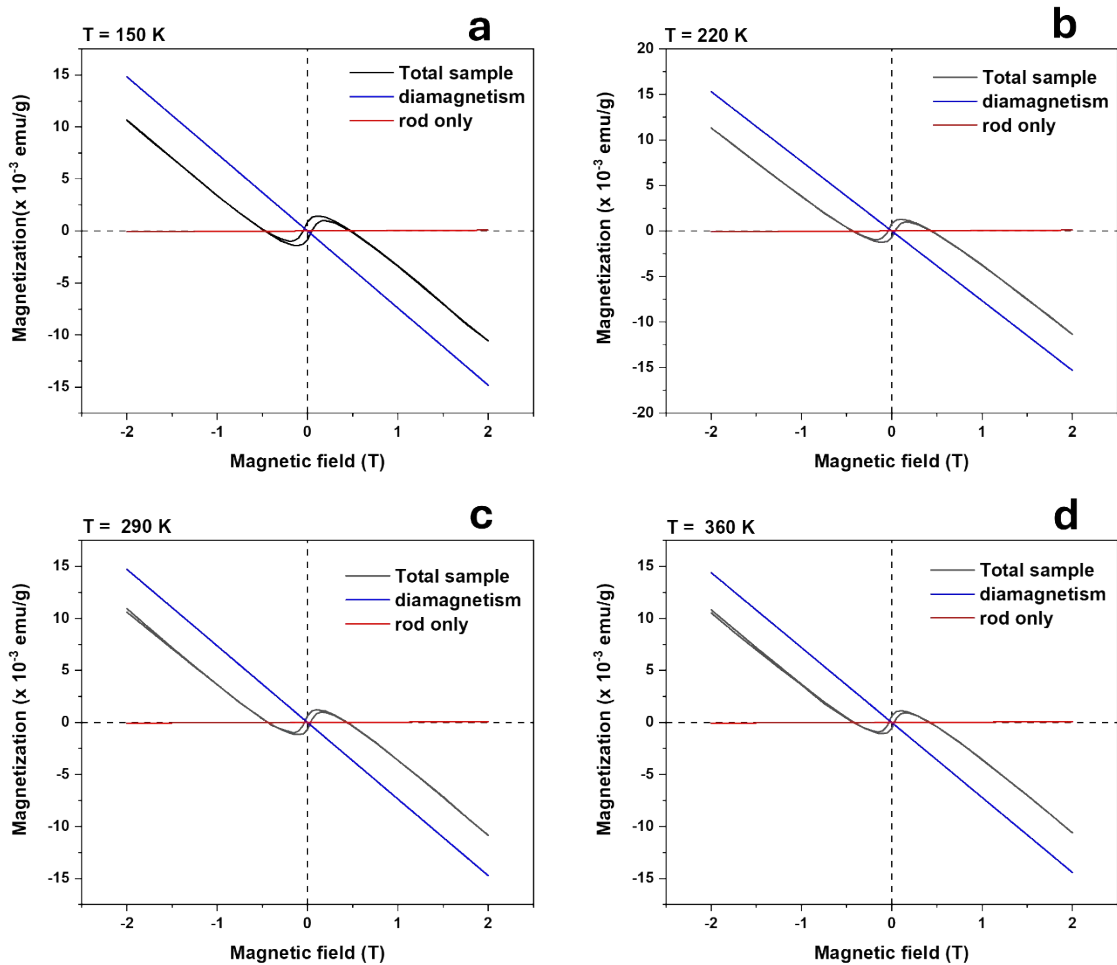 T = 150 K
a
Total sample
diamagnetism
rod only
15
10
5
0
-5
-10
-15
-2
-1
0
1
2
Magnetization(x 10⁻³ emu/g)
Magnetic field (T)
T = 220 K
b
Total sample
diamagnetism
rod only
20
15
10
5
0
-5
-10
-15
-20
-2
-1
0
1
2
Magnetization (x 10⁻³ emu/g)
Magnetic field (T)
T = 290 K
c
Total sample
diamagnetism
rod only
15
10
5
0
-5
-10
-15
-2
-1
0
1
2
Magnetization (x 10⁻³ emu/g)
Magnetic field (T)
T = 360 K
d
Total sample
diamagnetism
rod only
15
10
5
0
-5
-10
-15
-2
-1
0
1
2
Magnetization (x 10⁻³ emu/g)
Magnetic field (T)